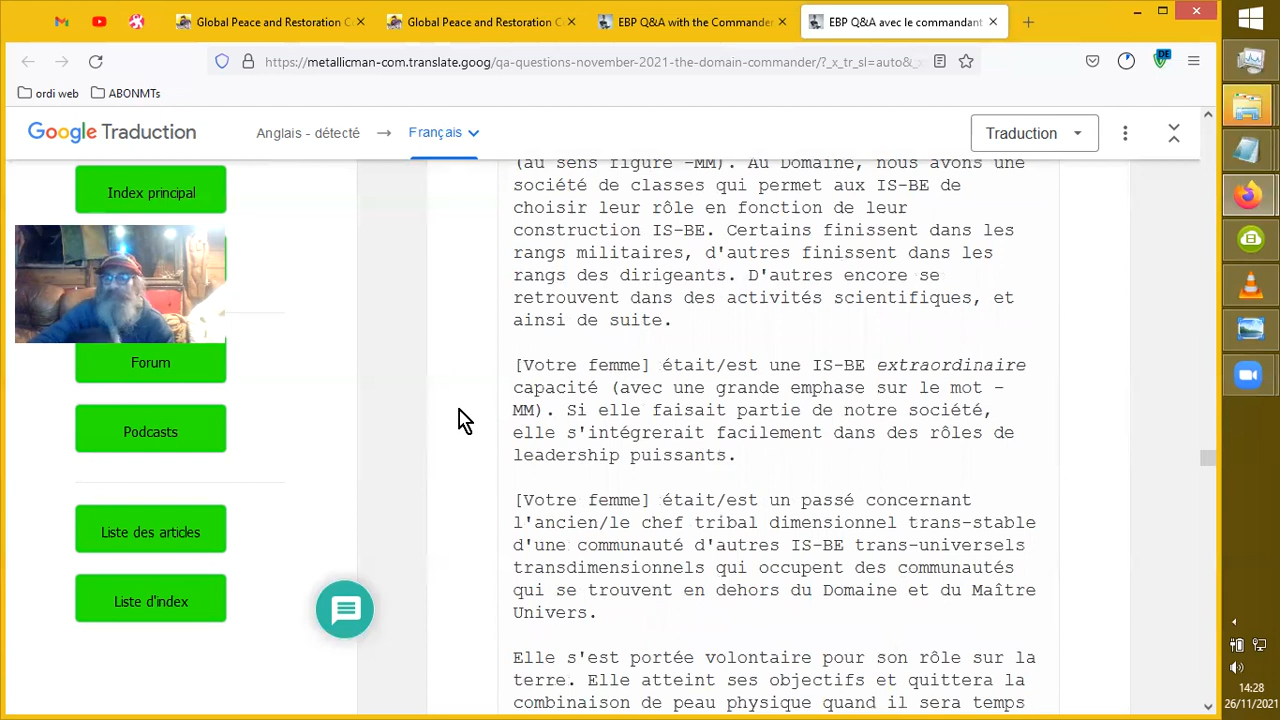 Global Peace and Restoration C
Global Peace and Restoration C
EBP Q&A with the Commander
EBP Q&A avec le commandant
https://metallicman-com.translate.goog/qa-questions-november-2021-the-domain-commander/?_x_tr_sl=auto&_x
DE
ordi web
ABONMTs
Google Traduction
Anglais - détecté
Français
Traduction
Index principal
Forum
Podcasts
Liste des articles
Liste d'index
(au sens figuré –MM). Au Domaine, nous avons une
société de classes qui permet aux IS-BE de
choisir leur rôle en fonction de leur
construction IS-BE. Certains finissent dans les
rangs militaires, d'autres finissent dans les
rangs des dirigeants. D'autres encore se
retrouvent dans des activités scientifiques, et
ainsi de suite.
[Votre femme] était/est une IS-BE extraordinaire
capacité (avec une grande emphase sur le mot –
MM). Si elle faisait partie de notre société,
elle s'intégrerait facilement dans des rôles de
leadership puissants.
[Votre femme] était/est un passé concernant
l'ancien/le chef tribal dimensionnel trans-stable
d'une communauté d'autres IS-BE trans-universels
transdimensionnels qui occupent des communautés
qui se trouvent en dehors du Domaine et du Maître
Univers.
Elle s'est portée volontaire pour son rôle sur la
terre. Elle atteint ses objectifs et quittera la
combinaison de peau physique quand il sera temps
14:28
26/11/2021